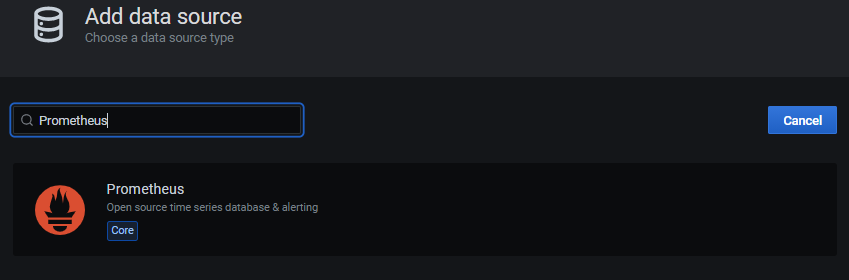 Add data source
Choose a data source type
Prometheus
Cancel
Prometheus
Open source time series database & alerting
Core